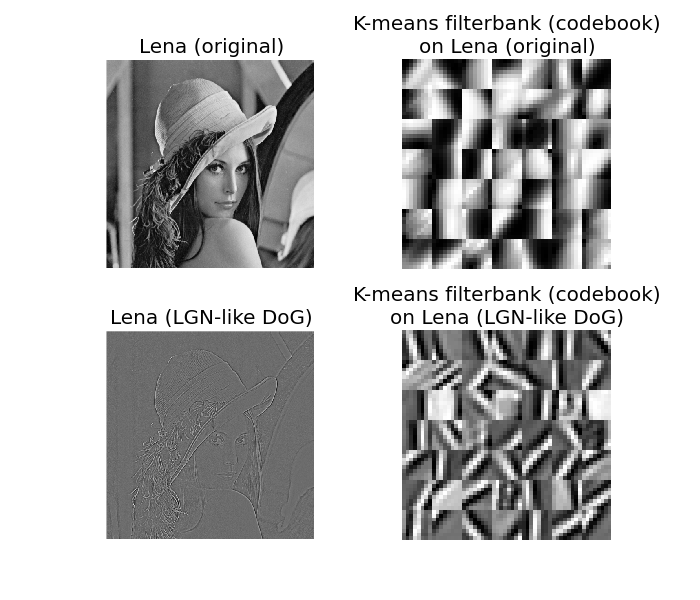 Lena (original)
K-means filterbank (codebook)
on Lena (original)
Lena (LGN-like DoG)
K-means filterbank (codebook)
on Lena (LGN-like DoG)